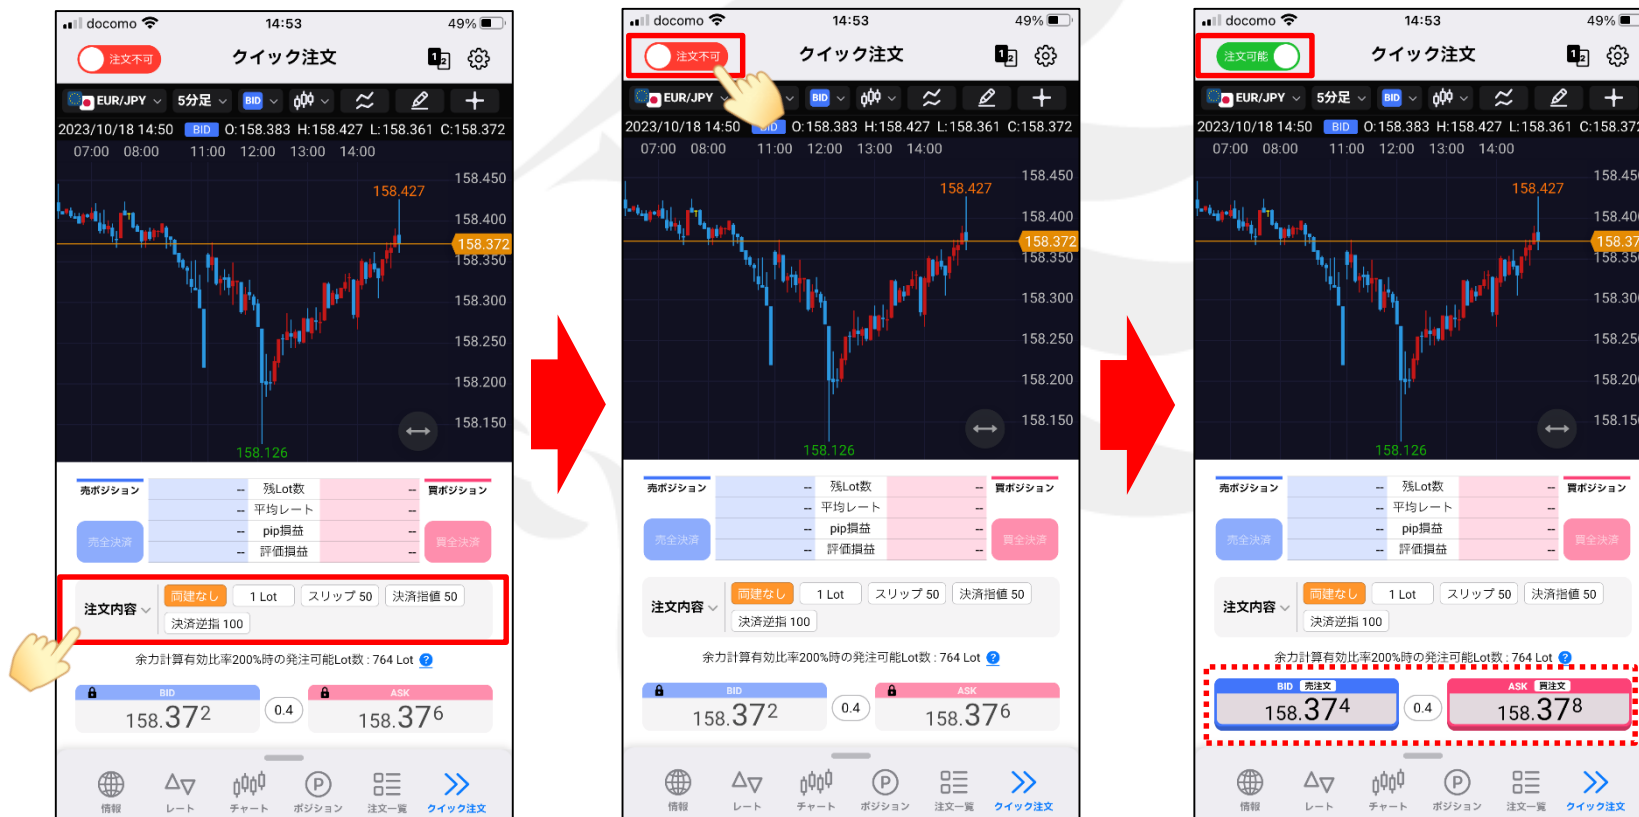 docomo 14:53 49%
注文不可 クイック注文
EUR/JPY 5分足 BID
2023/10/18 14:50 BID O:158.383 H:158.427 L:158.361 C:158.372
07:00 08:00 11:00 12:00 13:00 14:00
158.450
158.427
158.400
158.372
158.350
158.300
158.250
158.200
158.150
158.126
売ポジション -- 残Lot数 -- 買ポジション
-- 平均レート --
売全決済 -- pip損益 -- 買全決済
-- 評価損益 --
注文内容 両建なし 1 Lot スリップ 50 決済指値 50
決済逆指 100
余力計算有効比率200%時の発注可能Lot数 : 764 Lot ?
BID ASK
158.372 0.4 158.376
情報 レート チャート ポジション 注文一覧 クイック注文
docomo 14:53 49%
注文不可 クイック注文
EUR/JPY BID
2023/10/18 14:50 BID O:158.383 H:158.427 L:158.361 C:158.372
07:00 08:00 11:00 12:00 13:00 14:00
158.450
158.427
158.400
158.372
158.350
158.300
158.250
158.200
158.150
158.126
売ポジション -- 残Lot数 -- 買ポジション
-- 平均レート --
売全決済 -- pip損益 -- 買全決済
-- 評価損益 --
注文内容 両建なし 1 Lot スリップ 50 決済指値 50
決済逆指 100
余力計算有効比率200%時の発注可能Lot数 : 764 Lot ?
BID ASK
158.372 0.4 158.376
情報 レート チャート ポジション 注文一覧 クイック注文
docomo 14:53 49%
注文可能 クイック注文
EUR/JPY 5分足 BID
2023/10/18 14:50 BID O:158.383 H:158.427 L:158.361 C:158.372
07:00 08:00 11:00 12:00 13:00 14:00
158.45
158.427
158.40
158.37
158.35
158.30
158.25
158.20
158.15
158.126
売ポジション -- 残Lot数 -- 買ポジション
-- 平均レート --
売全決済 -- pip損益 -- 買全決済
-- 評価損益 --
注文内容 両建なし 1 Lot スリップ 50 決済指値 50
決済逆指 100
余力計算有効比率200%時の発注可能Lot数 : 764 Lot ?
BID 売注文 ASK 買注文
158.374 0.4 158.378
情報 レート チャート ポジション 注文一覧 クイック注文